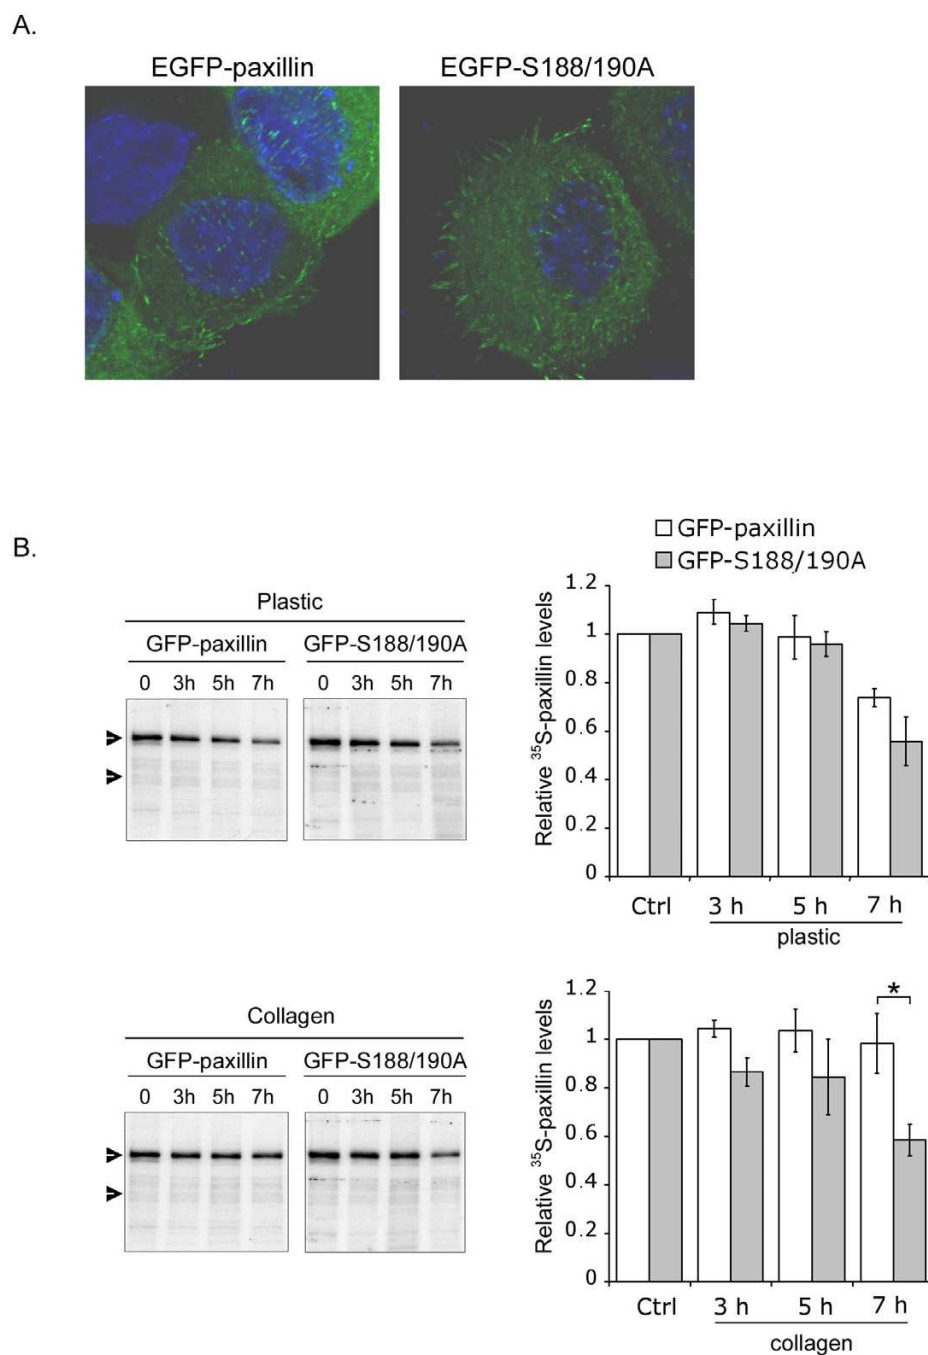 A.
EGFP-paxillin EGFP-S188/190A
B.
Plastic
GFP-paxillin GFP-S188/190A
0 3h 5h 7h 0 3h 5h 7h
GFP-paxillin
GFP-S188/190A
Relative ³⁵S-paxillin levels
1.2
1
0.8
0.6
0.4
0.2
0
Ctrl 3 h 5 h 7 h
plastic
Collagen
GFP-paxillin GFP-S188/190A
0 3h 5h 7h 0 3h 5h 7h
Relative ³⁵S-paxillin levels
1.2
1
0.8
0.6
0.4
0.2
0
*
Ctrl 3 h 5 h 7 h
collagen